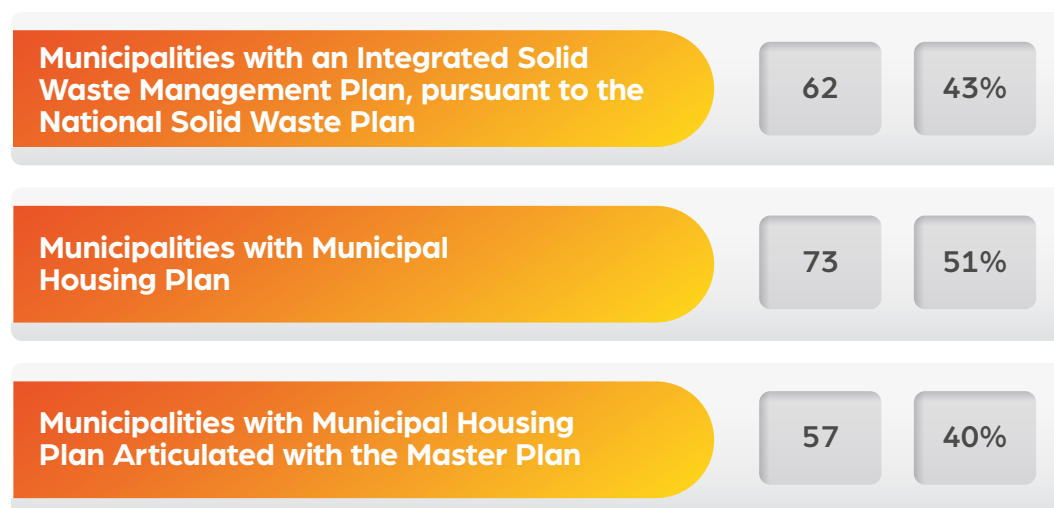 Municipalities with an Integrated Solid
Waste Management Plan, pursuant to the
National Solid Waste Plan
62
43%
Municipalities with Municipal
Housing Plan
73
51%
Municipalities with Municipal Housing
Plan Articulated with the Master Plan
57
40%